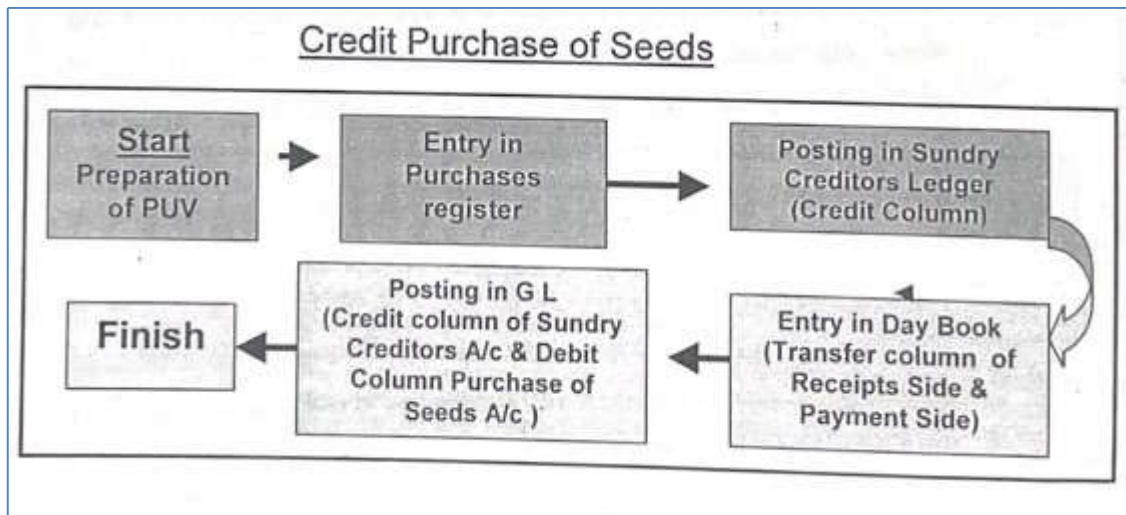 Credit Purchase of Seeds
Start
Preparation
of PUV
Entry in
Purchases
register
Posting in Sundry
Creditors Ledger
(Credit Column)
Entry in Day Book
(Transfer column of
Receipts Side &
Payment Side)
Posting in G L
(Credit column of Sundry
Creditors A/c & Debit
Column Purchase of
Seeds A/c )
Finish